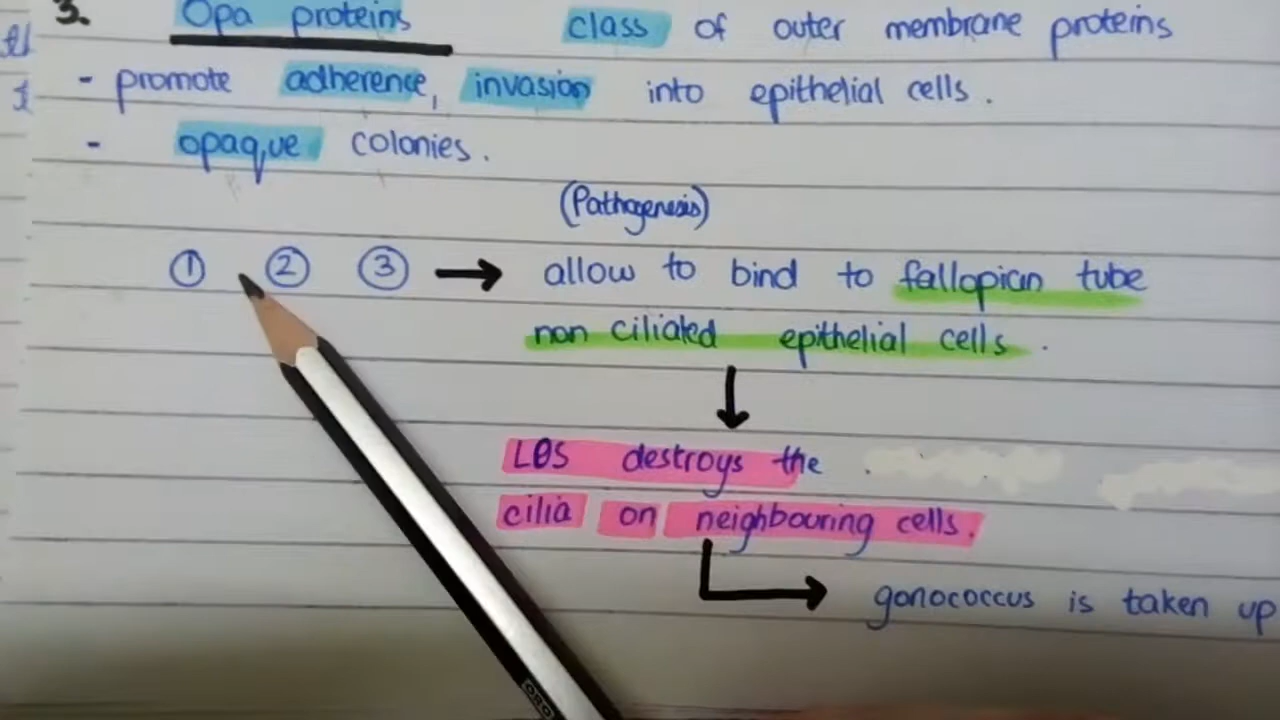 3. Opa proteins class of outer membrane proteins
- promote adherence, invasion into epithelial cells.
- opaque colonies.
(Pathogenesis)
① ② ③ → allow to bind to fallopian tube
non ciliated epithelial cells.
↓
LOS destroys the
cilia on neighbouring cells.
→ gonococcus is taken up
ORO